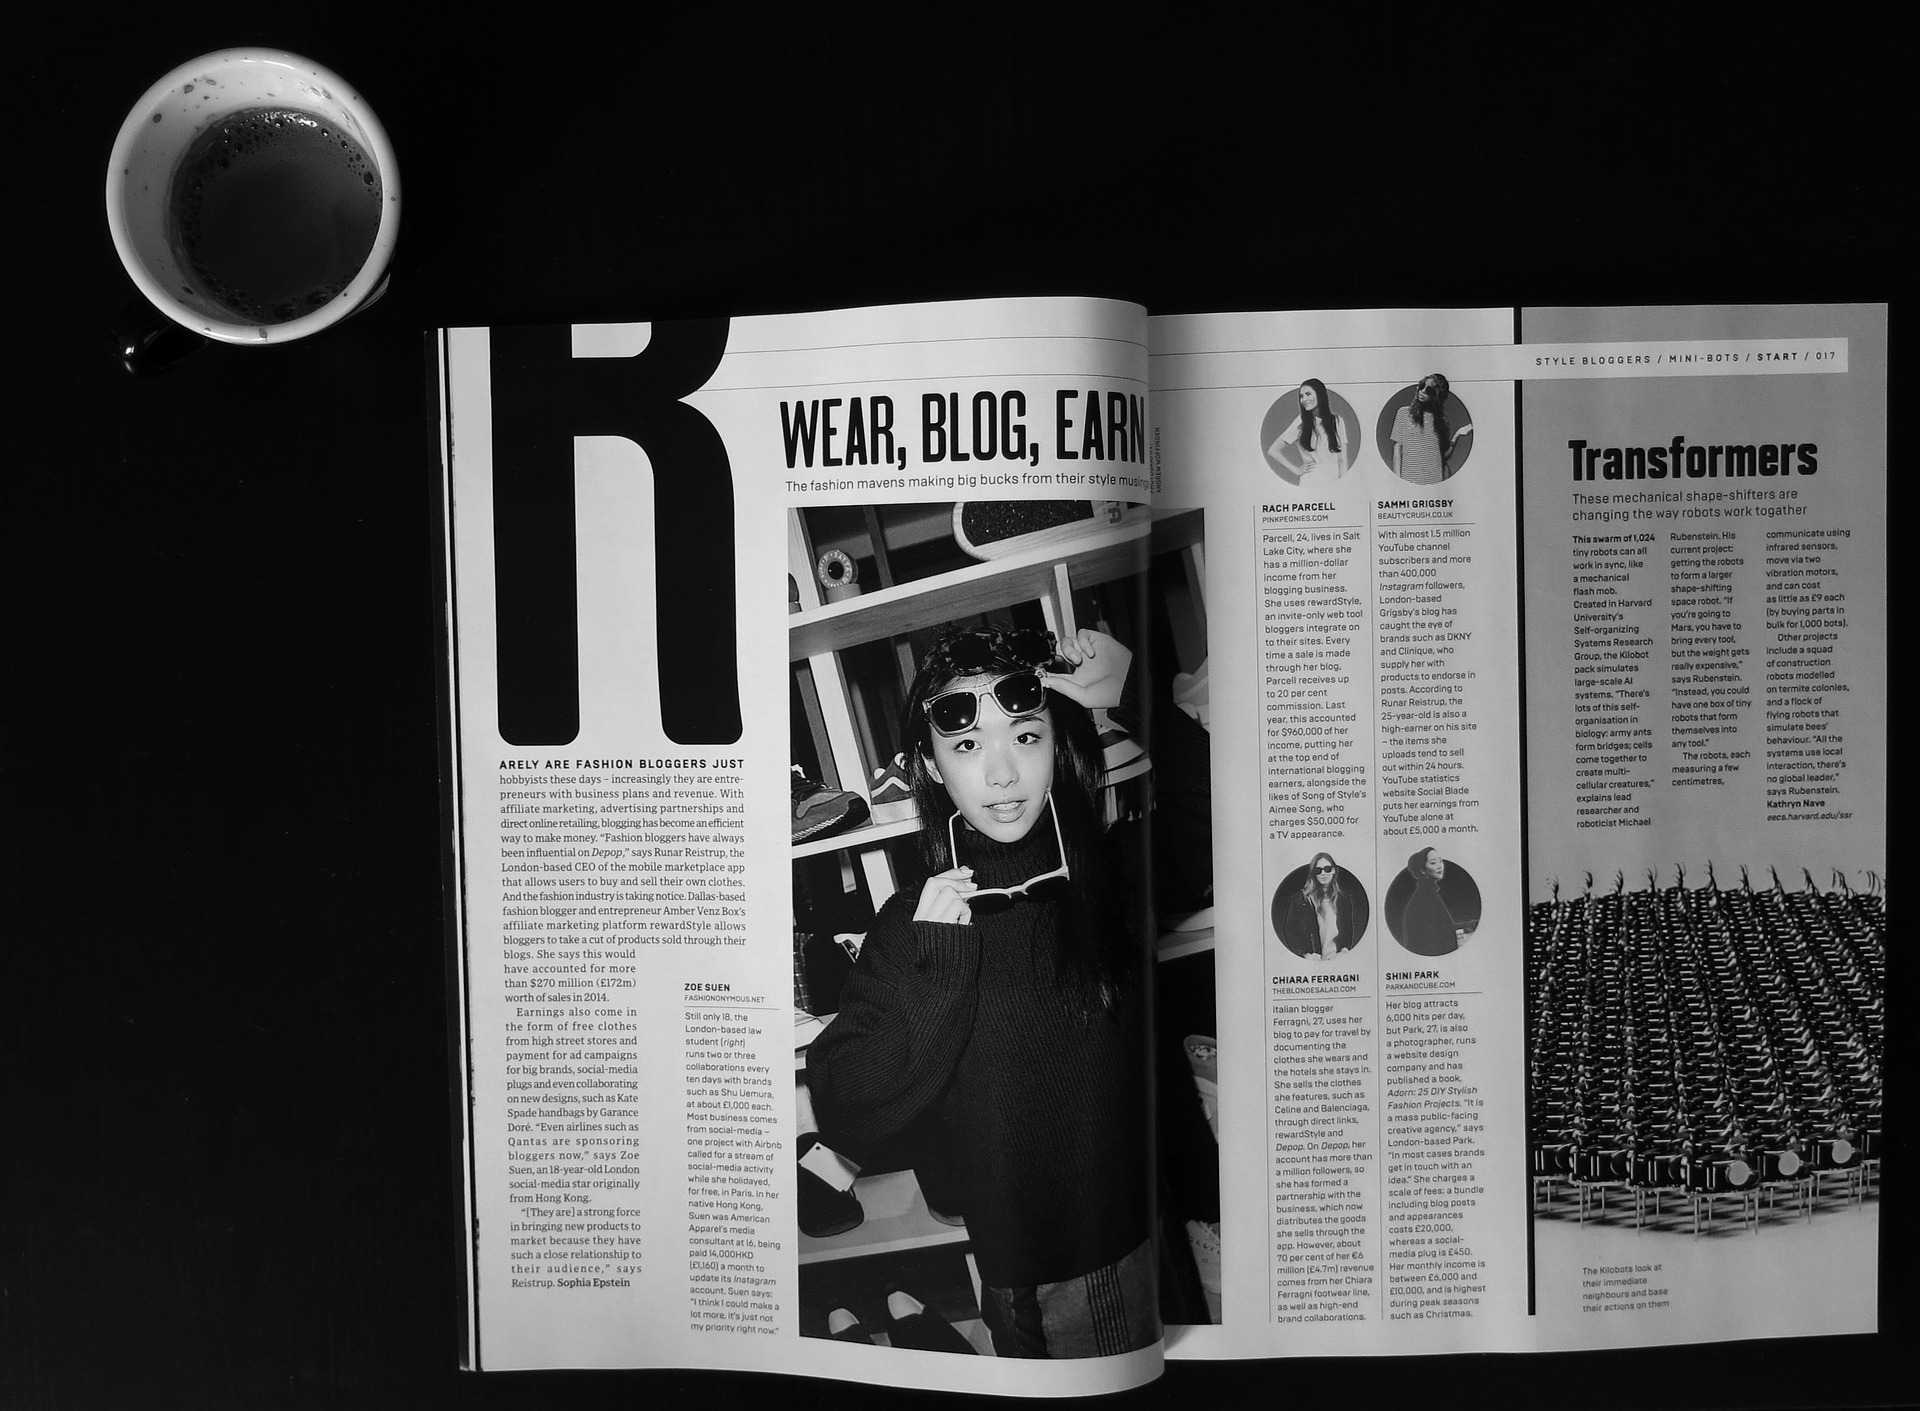 R
WEAR, BLOG, EARN
The fashion mavens making big bucks from their style musings
ARELY ARE FASHION BLOGGERS JUST
hobbyists these days – increasingly they are entre-
preneurs with business plans and revenue. With
affiliate marketing, advertising partnerships and
direct online retailing, blogging has become an efficient
way to make money. “Fashion bloggers have always
been influential on Depop,” says Runar Reistrup, the
London-based CEO of the mobile marketplace app
that allows users to buy and sell their own clothes.
And the fashion industry is taking notice. Dallas-based
fashion blogger and entrepreneur Amber Venz Box’s
affiliate marketing platform rewardStyle allows
bloggers to take a cut of products sold through their
blogs. She says this would
have accounted for more
than $270 million (£172m)
worth of sales in 2014.
Earnings also come in
the form of free clothes
from high street stores and
payment for ad campaigns
for big brands, social-media
plugs and even collaborating
on new designs, such as Kate
Spade handbags by Garance
Doré. “Even airlines such as
Qantas are sponsoring
bloggers now,” says Zoe
Suen, an 18-year-old London
social-media star originally
from Hong Kong.
“[They are] a strong force
in bringing new products to
market because they have
such a close relationship to
their audience,” says
Reistrup. Sophia Epstein
ZOE SUEN
FASHIONONYMOUS.NET
Still only 18, the
London-based law
student (right)
runs two or three
collaborations every
ten days with brands
such as Shu Uemura,
at about £1,000 each.
Most business comes
from social-media –
one project with Airbnb
called for a stream of
social-media activity
while she holidayed,
for free, in Paris. In her
native Hong Kong,
Suen was American
Apparel’s media
consultant at 16, being
paid 14,000HKD
(£1,160) a month to
update its Instagram
account. Suen says:
“I think I could make a
lot more, it’s just not
my priority right now.”
PHOTOGRAPHY:
ANDREW WOFFINDEN
RACH PARCELL
PINKPEONIES.COM
Parcell, 24, lives in Salt
Lake City, where she
has a million-dollar
income from her
blogging business.
She uses rewardStyle,
an invite-only web tool
bloggers integrate on
to their sites. Every
time a sale is made
through her blog,
Parcell receives up
to 20 per cent
commission. Last
year, this accounted
for $960,000 of her
income, putting her
at the top end of
international blogging
earners, alongside the
likes of Song of Style’s
Aimee Song, who
charges $50,000 for
a TV appearance.
SAMMI GRIGSBY
BEAUTYCRUSH.CO.UK
With almost 1.5 million
YouTube channel
subscribers and more
than 400,000
Instagram followers,
London-based
Grigsby’s blog has
caught the eye of
brands such as DKNY
and Clinique, who
supply her with
products to endorse in
posts. According to
Runar Reistrup, the
25-year-old is also a
high-earner on his site
– the items she
uploads tend to sell
out within 24 hours.
YouTube statistics
website Social Blade
puts her earnings from
YouTube alone at
about £5,000 a month.
CHIARA FERRAGNI
THEBLONDESALAD.COM
Italian blogger
Ferragni, 27, uses her
blog to pay for travel by
documenting the
clothes she wears and
the hotels she stays in.
She sells the clothes
she features, such as
Celine and Balenciaga,
through direct links,
rewardStyle and
Depop. On Depop, her
account has more than
a million followers, so
she has formed a
partnership with the
business, which now
distributes the goods
she sells through the
app. However, about
70 per cent of her €6
million (£4.7m) revenue
comes from her Chiara
Ferragni footwear line,
as well as high-end
brand collaborations.
SHINI PARK
PARKANDCUBE.COM
Her blog attracts
6,000 hits per day,
but Park, 27, is also
a photographer, runs
a website design
company and has
published a book,
Adorn: 25 DIY Stylish
Fashion Projects. “It is
a mass public-facing
creative agency,” says
London-based Park.
“In most cases brands
get in touch with an
idea.” She charges a
scale of fees: a bundle
including blog posts
and appearances
costs £20,000,
whereas a social-
media plug is £450.
Her monthly income is
between £6,000 and
£10,000, and is highest
during peak seasons
such as Christmas.
STYLE BLOGGERS / MINI-BOTS / START / 017
Transformers
These mechanical shape-shifters are
changing the way robots work together
This swarm of 1,024
tiny robots can all
work in sync, like
a mechanical
flash mob.
Created in Harvard
University’s
Self-organizing
Systems Research
Group, the Kilobot
pack simulates
large-scale AI
systems. “There’s
lots of this self-
organisation in
biology: army ants
form bridges; cells
come together to
create multi-
cellular creatures,”
explains lead
researcher and
roboticist Michael
Rubenstein. His
current project:
getting the robots
to form a larger
shape-shifting
space robot. “If
you’re going to
Mars, you have to
bring every tool,
but the weight gets
really expensive,”
says Rubenstein.
“Instead, you could
have one box of tiny
robots that form
themselves into
any tool.”
The robots, each
measuring a few
centimetres,
communicate using
infrared sensors,
move via two
vibration motors,
and can cost
as little as £9 each
(by buying parts in
bulk for 1,000 bots).
Other projects
include a squad
of construction
robots modelled
on termite colonies,
and a flock of
flying robots that
simulate bees’
behaviour. “All the
systems use local
interaction, there’s
no global leader,”
says Rubenstein.
Kathryn Nave
eecs.harvard.edu/ssr
The Kilobots look at
their immediate
neighbours and base
their actions on them